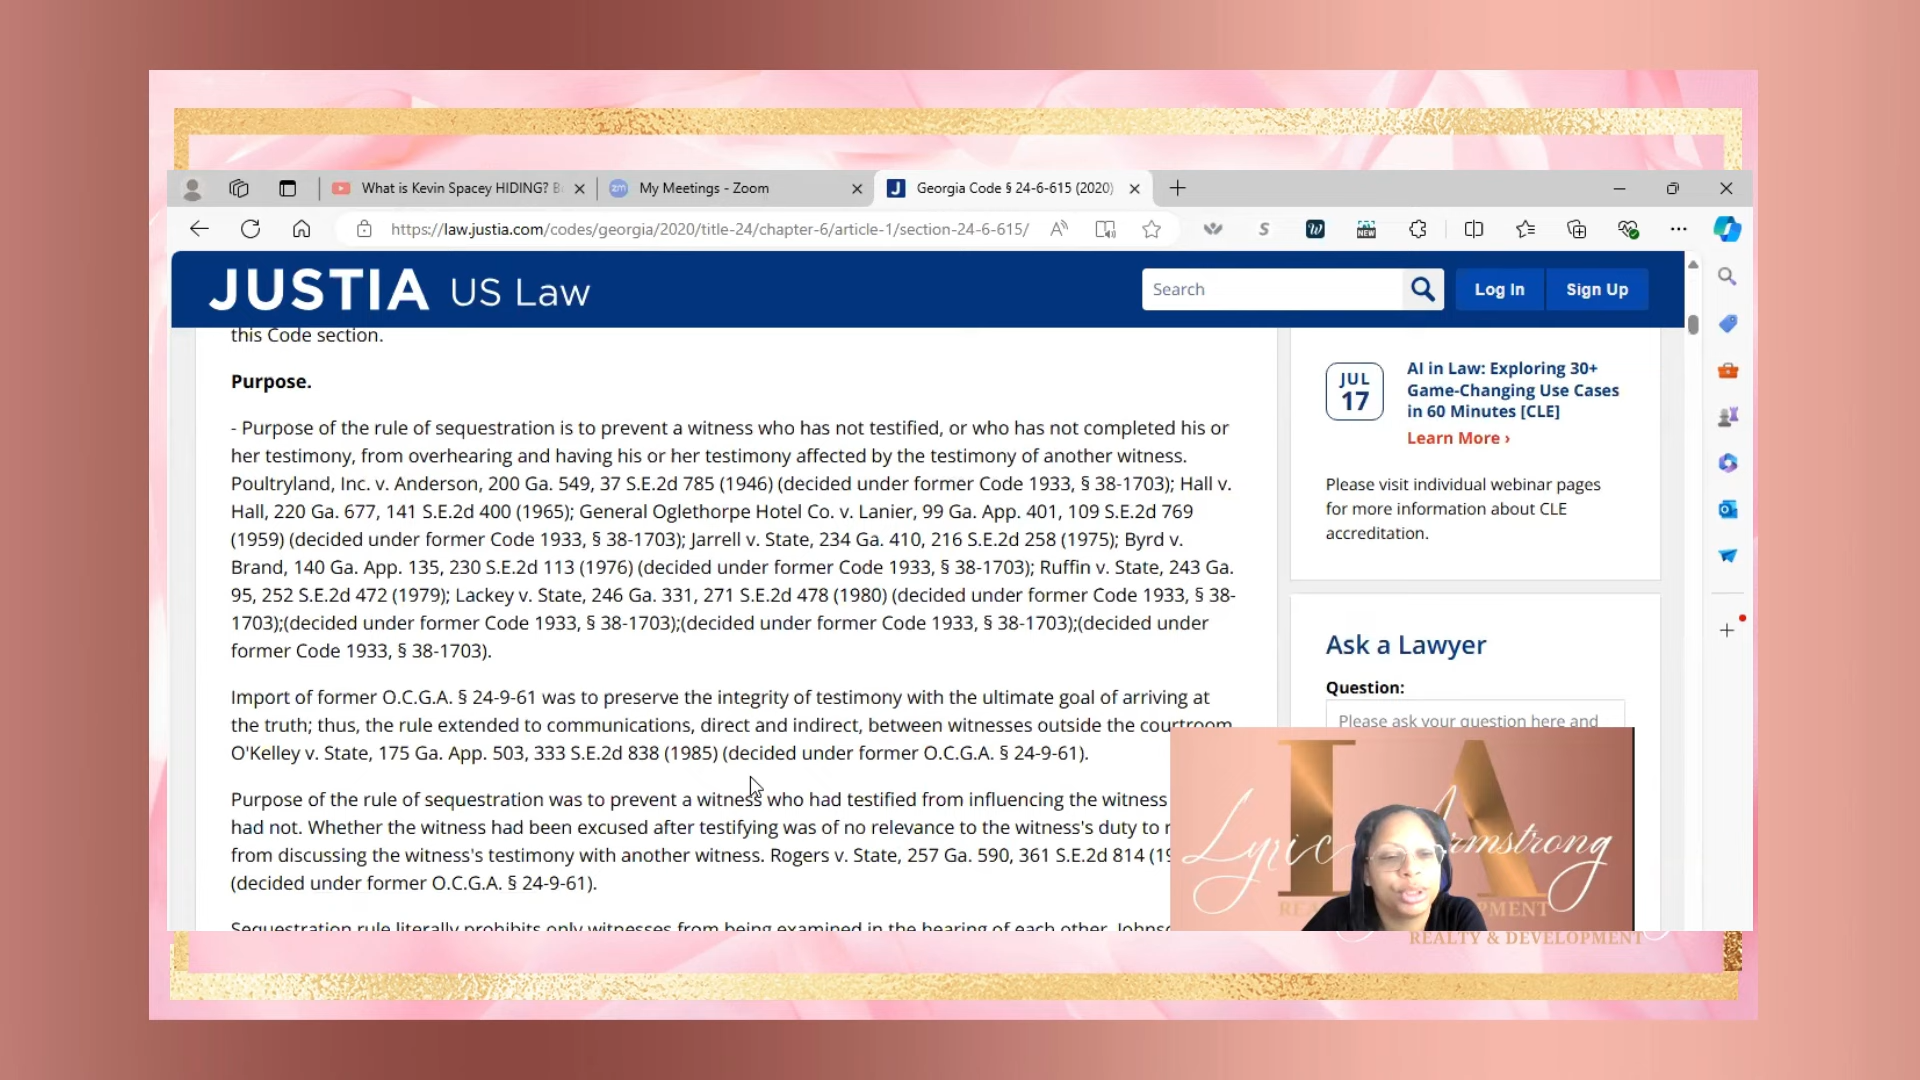 What is Kevin Spacey HIDING?
My Meetings - Zoom
Georgia Code § 24-6-615 (2020)
https://law.justia.com/codes/georgia/2020/title-24/chapter-6/article-1/section-24-6-615/
JUSTIA US Law
Search
Log In
Sign Up
this Code section.
Purpose.
- Purpose of the rule of sequestration is to prevent a witness who has not testified, or who has not completed his or
her testimony, from overhearing and having his or her testimony affected by the testimony of another witness.
Poultryland, Inc. v. Anderson, 200 Ga. 549, 37 S.E.2d 785 (1946) (decided under former Code 1933, § 38-1703); Hall v.
Hall, 220 Ga. 677, 141 S.E.2d 400 (1965); General Oglethorpe Hotel Co. v. Lanier, 99 Ga. App. 401, 109 S.E.2d 769
(1959) (decided under former Code 1933, § 38-1703); Jarrell v. State, 234 Ga. 410, 216 S.E.2d 258 (1975); Byrd v.
Brand, 140 Ga. App. 135, 230 S.E.2d 113 (1976) (decided under former Code 1933, § 38-1703); Ruffin v. State, 243 Ga.
95, 252 S.E.2d 472 (1979); Lackey v. State, 246 Ga. 331, 271 S.E.2d 478 (1980) (decided under former Code 1933, § 38-
1703);(decided under former Code 1933, § 38-1703);(decided under former Code 1933, § 38-1703);(decided under
former Code 1933, § 38-1703).
Import of former O.C.G.A. § 24-9-61 was to preserve the integrity of testimony with the ultimate goal of arriving at
the truth; thus, the rule extended to communications, direct and indirect, between witnesses outside the courtroom.
O'Kelley v. State, 175 Ga. App. 503, 333 S.E.2d 838 (1985) (decided under former O.C.G.A. § 24-9-61).
Purpose of the rule of sequestration was to prevent a witness who had testified from influencing the witness
had not. Whether the witness had been excused after testifying was of no relevance to the witness's duty to
from discussing the witness's testimony with another witness. Rogers v. State, 257 Ga. 590, 361 S.E.2d 814
(decided under former O.C.G.A. § 24-9-61).
Sequestration rule literally prohibits only witnesses from being examined in the hearing of each other.
JUL
17
AI in Law: Exploring 30+
Game-Changing Use Cases
in 60 Minutes [CLE]
Learn More ›
Please visit individual webinar pages
for more information about CLE
accreditation.
Ask a Lawyer
Question:
Please ask your question here and
LA
Lyric Armstrong
REALTY & DEVELOPMENT